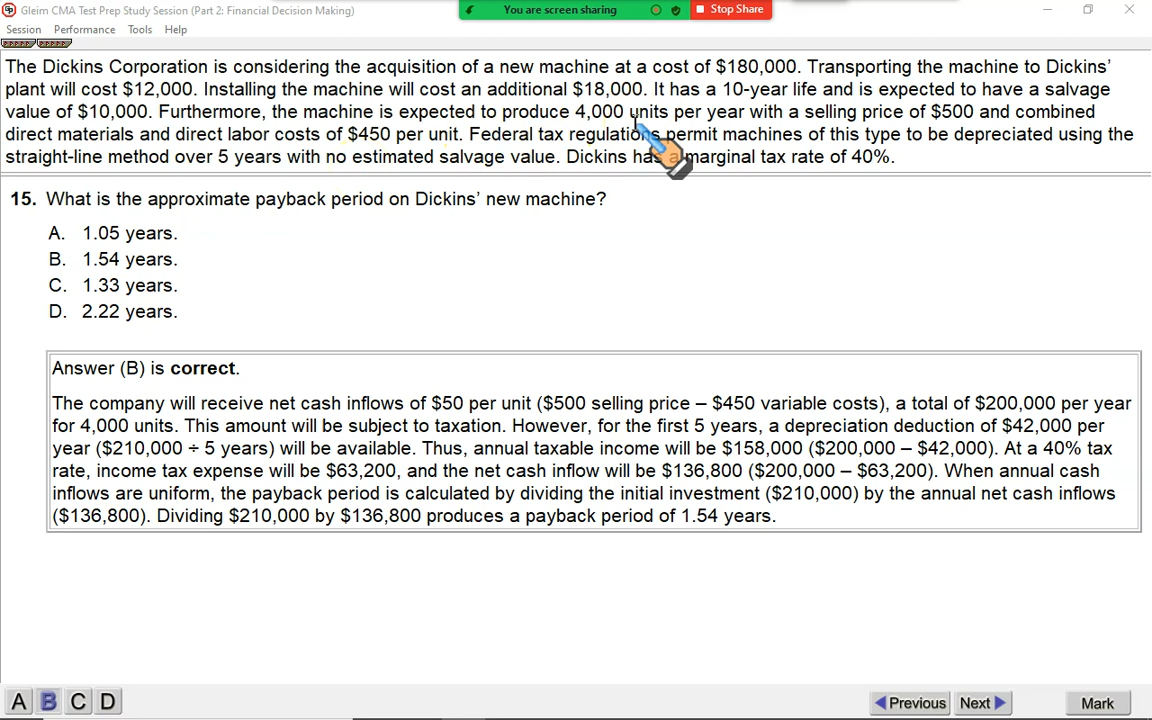 Gleim CMA Test Prep Study Session (Part 2: Financial Decision Making)
You are screen sharing
Stop Share
Session Performance Tools Help
The Dickins Corporation is considering the acquisition of a new machine at a cost of $180,000. Transporting the machine to Dickins'
plant will cost $12,000. Installing the machine will cost an additional $18,000. It has a 10-year life and is expected to have a salvage
value of $10,000. Furthermore, the machine is expected to produce 4,000 units per year with a selling price of $500 and combined
direct materials and direct labor costs of $450 per unit. Federal tax regulations permit machines of this type to be depreciated using the
straight-line method over 5 years with no estimated salvage value. Dickins has a marginal tax rate of 40%.
15. What is the approximate payback period on Dickins' new machine?
A. 1.05 years.
B. 1.54 years.
C. 1.33 years.
D. 2.22 years.
Answer (B) is correct.
The company will receive net cash inflows of $50 per unit ($500 selling price – $450 variable costs), a total of $200,000 per year
for 4,000 units. This amount will be subject to taxation. However, for the first 5 years, a depreciation deduction of $42,000 per
year ($210,000 ÷ 5 years) will be available. Thus, annual taxable income will be $158,000 ($200,000 – $42,000). At a 40% tax
rate, income tax expense will be $63,200, and the net cash inflow will be $136,800 ($200,000 – $63,200). When annual cash
inflows are uniform, the payback period is calculated by dividing the initial investment ($210,000) by the annual net cash inflows
($136,800). Dividing $210,000 by $136,800 produces a payback period of 1.54 years.
A B C D
Previous Next Mark